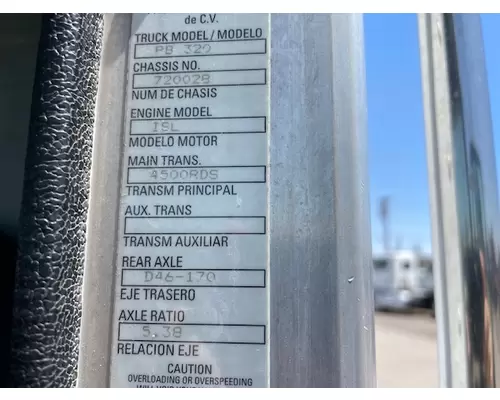 de C.V.
TRUCK MODEL / MODELO
PB 320
CHASSIS NO.
720028
NUM DE CHASIS
ENGINE MODEL
ISL
MODELO MOTOR
MAIN TRANS.
4500RDS
TRANSM PRINCIPAL
AUX. TRANS
TRANSM AUXILIAR
REAR AXLE
D46-170
EJE TRASERO
AXLE RATIO
5.38
RELACION EJE
CAUTION
OVERLOADING OR OVERSPEEDING